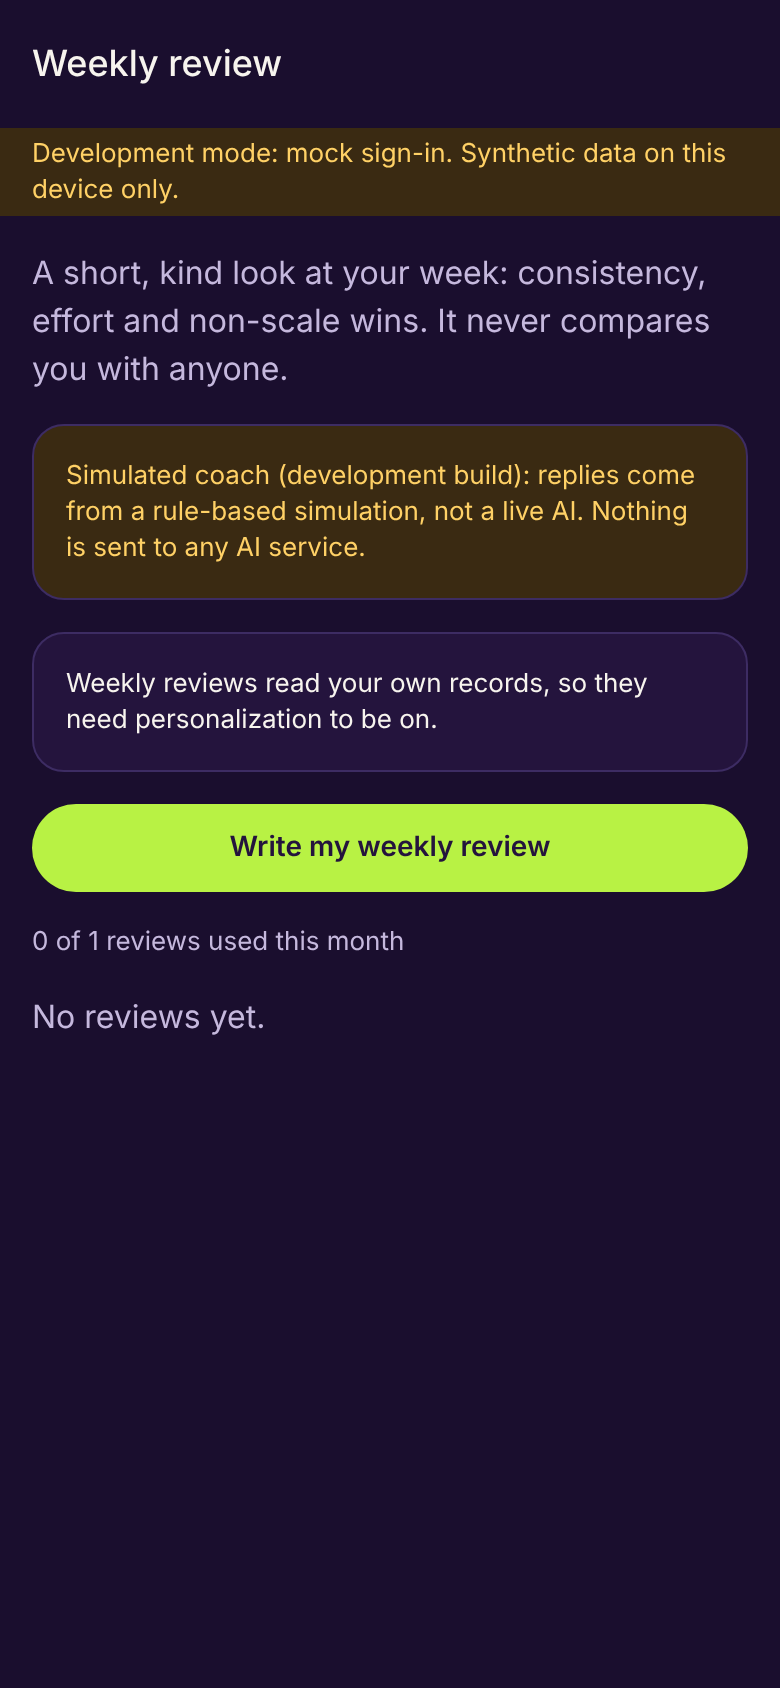 Weekly review
Development mode: mock sign-in. Synthetic data on this
device only.
A short, kind look at your week: consistency,
effort and non-scale wins. It never compares
you with anyone.
Simulated coach (development build): replies come
from a rule-based simulation, not a live AI. Nothing
is sent to any AI service.
Weekly reviews read your own records, so they
need personalization to be on.
Write my weekly review
0 of 1 reviews used this month
No reviews yet.